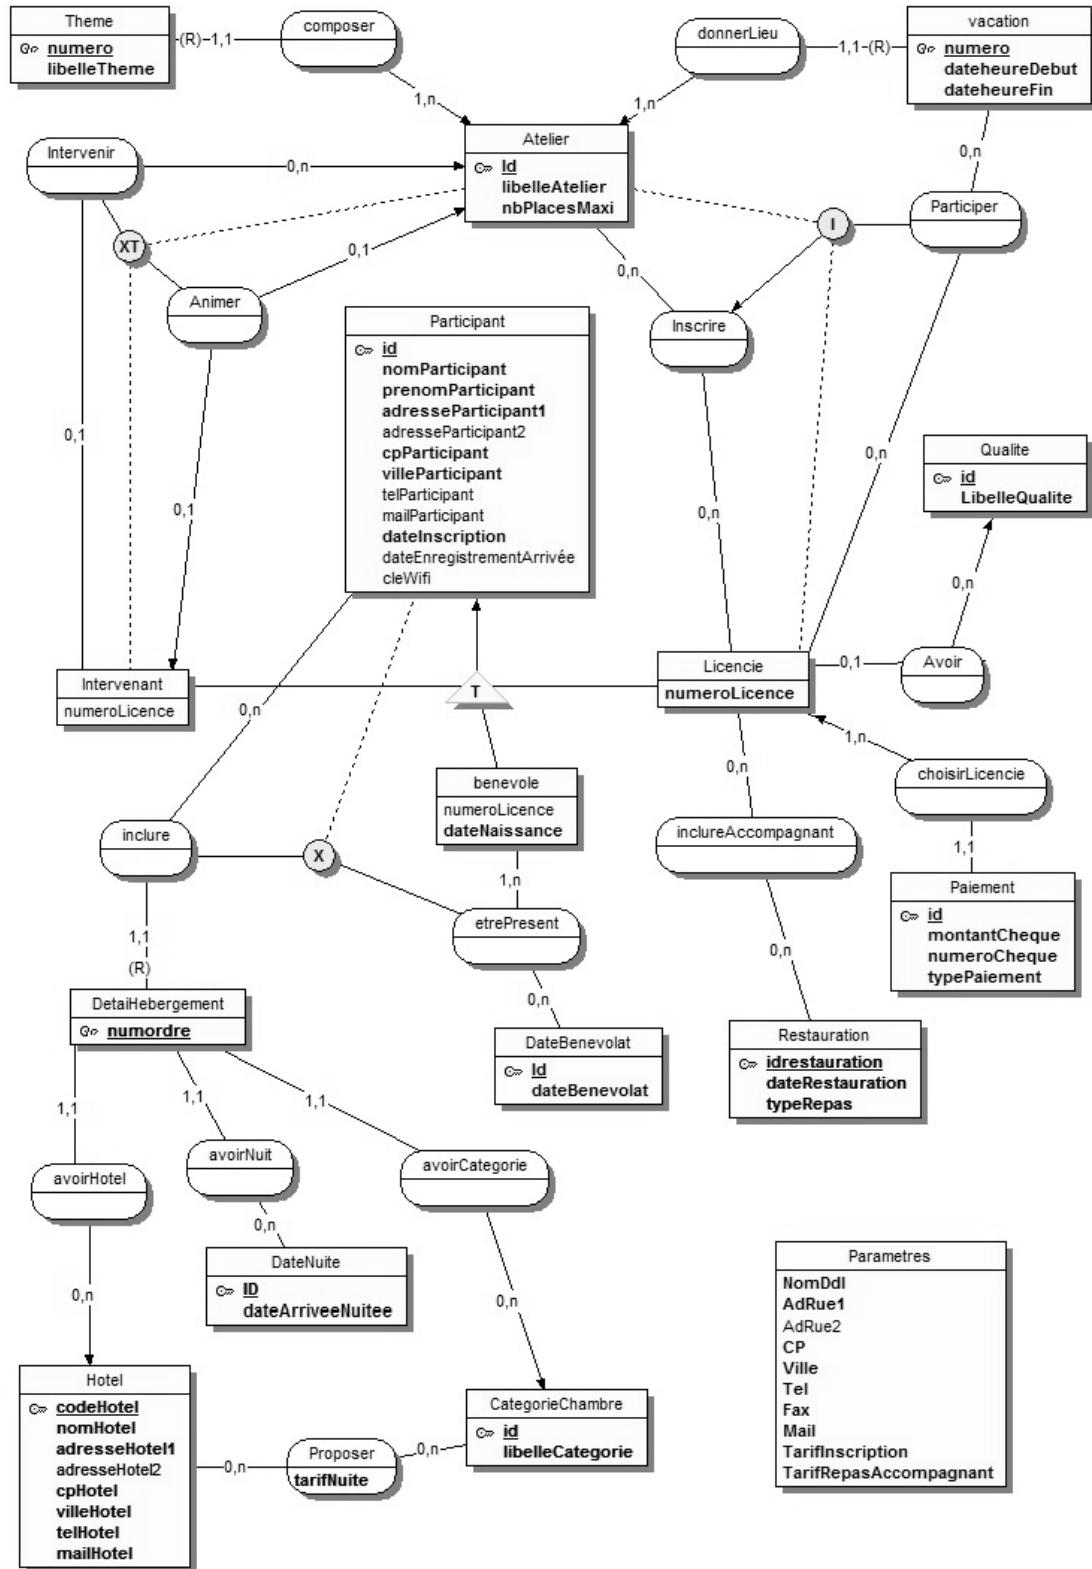 Theme
numero
libelleTheme
(R)
1,1
composer
donnerLieu
1,1
(R)
vacation
numero
dateheureDebut
dateheureFin
1,n
1,n
Intervenir
0,n
Atelier
Id
libelleAtelier
nbPlacesMaxi
0,n
Participer
XT
I
0,1
0,n
Animer
Inscrire
Participant
id
nomParticipant
prenomParticipant
adresseParticipant1
adresseParticipant2
cpParticipant
villeParticipant
telParticipant
mailParticipant
dateInscription
dateEnregistrementArrivée
cleWifi
0,1
0,1
0,n
0,n
Qualite
id
LibelleQualite
0,n
Intervenant
numeroLicence
0,n
T
Licencie
numeroLicence
0,1
Avoir
1,n
0,n
choisirLicencie
benevole
numeroLicence
dateNaissance
inclure
X
inclureAccompagnant
1,1
1,n
Paiement
id
montantCheque
numeroCheque
typePaiement
etrePresent
1,1
(R)
0,n
0,n
DetailHebergement
numordre
DateBenevolat
Id
dateBenevolat
Restauration
idrestauration
dateRestauration
typeRepas
1,1
1,1
1,1
avoirHotel
avoirNuit
avoirCategorie
0,n
DateNuite
ID
dateArriveeNuitee
0,n
0,n
Parametres
NomDdl
AdRue1
AdRue2
CP
Ville
Tel
Fax
Mail
TarifInscription
TarifRepasAccompagnant
Hotel
codeHotel
nomHotel
adresseHotel1
adresseHotel2
cpHotel
villeHotel
telHotel
mailHotel
0,n
Proposer
tarifNuite
0,n
CategorieChambre
id
libelleCategorie